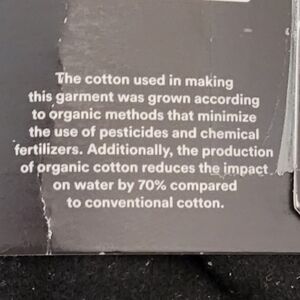 The cotton used in making
this garment was grown according
to organic methods that minimize
the use of pesticides and chemical
fertilizers. Additionally, the production
of organic cotton reduces the impact
on water by 70% compared
to conventional cotton.